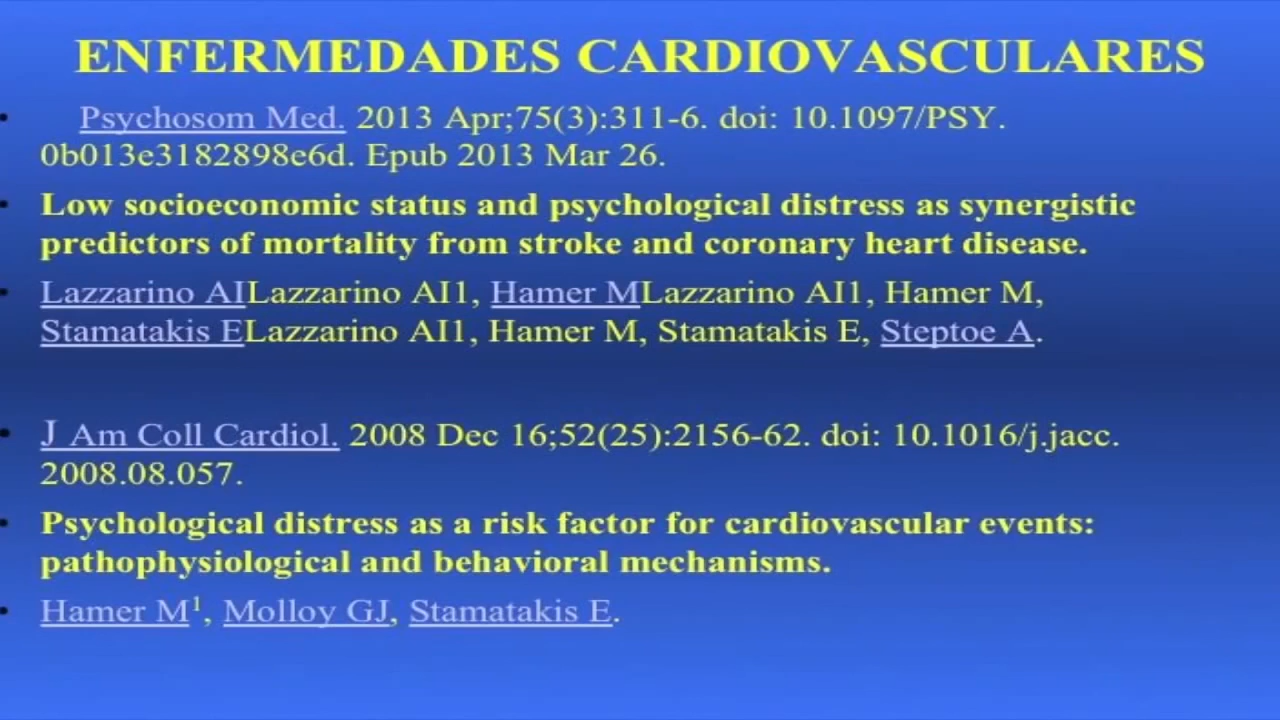 ENFERMEDADES CARDIOVASCULARES
• Psychosom Med. 2013 Apr;75(3):311-6. doi: 10.1097/PSY.
0b013e3182898e6d. Epub 2013 Mar 26.
• Low socioeconomic status and psychological distress as synergistic
predictors of mortality from stroke and coronary heart disease.
• Lazzarino AILazzarino AI1, Hamer MLazzarino AI1, Hamer M,
Stamatakis ELazzarino AI1, Hamer M, Stamatakis E, Steptoe A.
• J Am Coll Cardiol. 2008 Dec 16;52(25):2156-62. doi: 10.1016/j.jacc.
2008.08.057.
• Psychological distress as a risk factor for cardiovascular events:
pathophysiological and behavioral mechanisms.
• Hamer M¹, Molloy GJ, Stamatakis E.